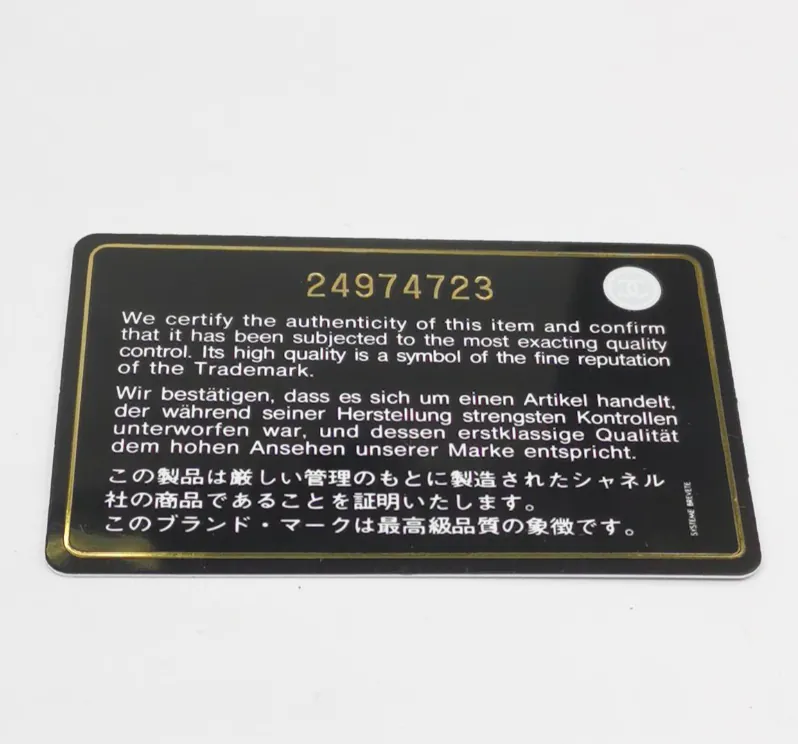 24974723
We certify the authenticity of this item and confirm
that it has been subjected to the most exacting quality
control. Its high quality is a symbol of the fine reputation
of the Trademark.
Wir bestätigen, dass es sich um einen Artikel handelt,
der während seiner Herstellung strengsten Kontrollen
unterworfen war, und dessen erstklassige Qualität
dem hohen Ansehen unserer Marke entspricht.
この製品は厳しい管理のもとに製造されたシャネル
社の商品であることを証明いたします。
このブランド・マークは最高級品質の象徴です。
SYSTEME BREVETE